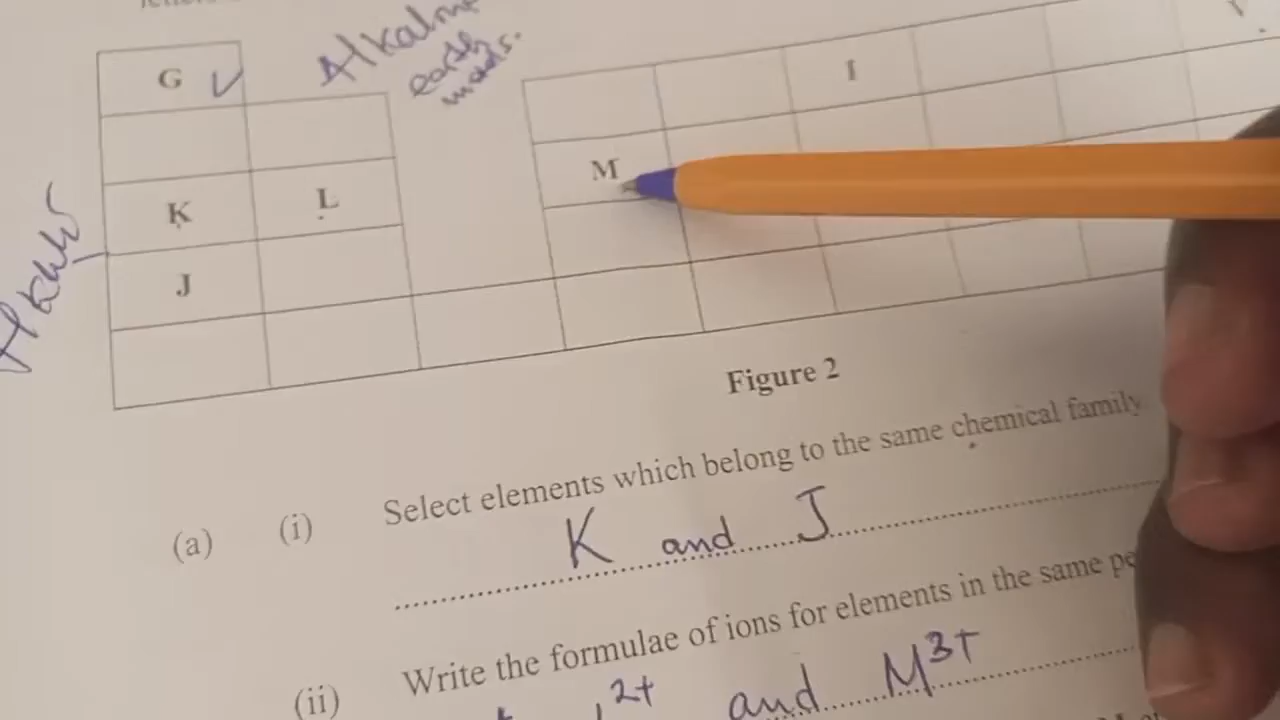 G
Alkaline
earth
metals.
I
M
K
L
J
Figure 2
(a) (i) Select elements which belong to the same chemical family
K and J
(ii) Write the formulae of ions for elements in the same
2+ and M3+